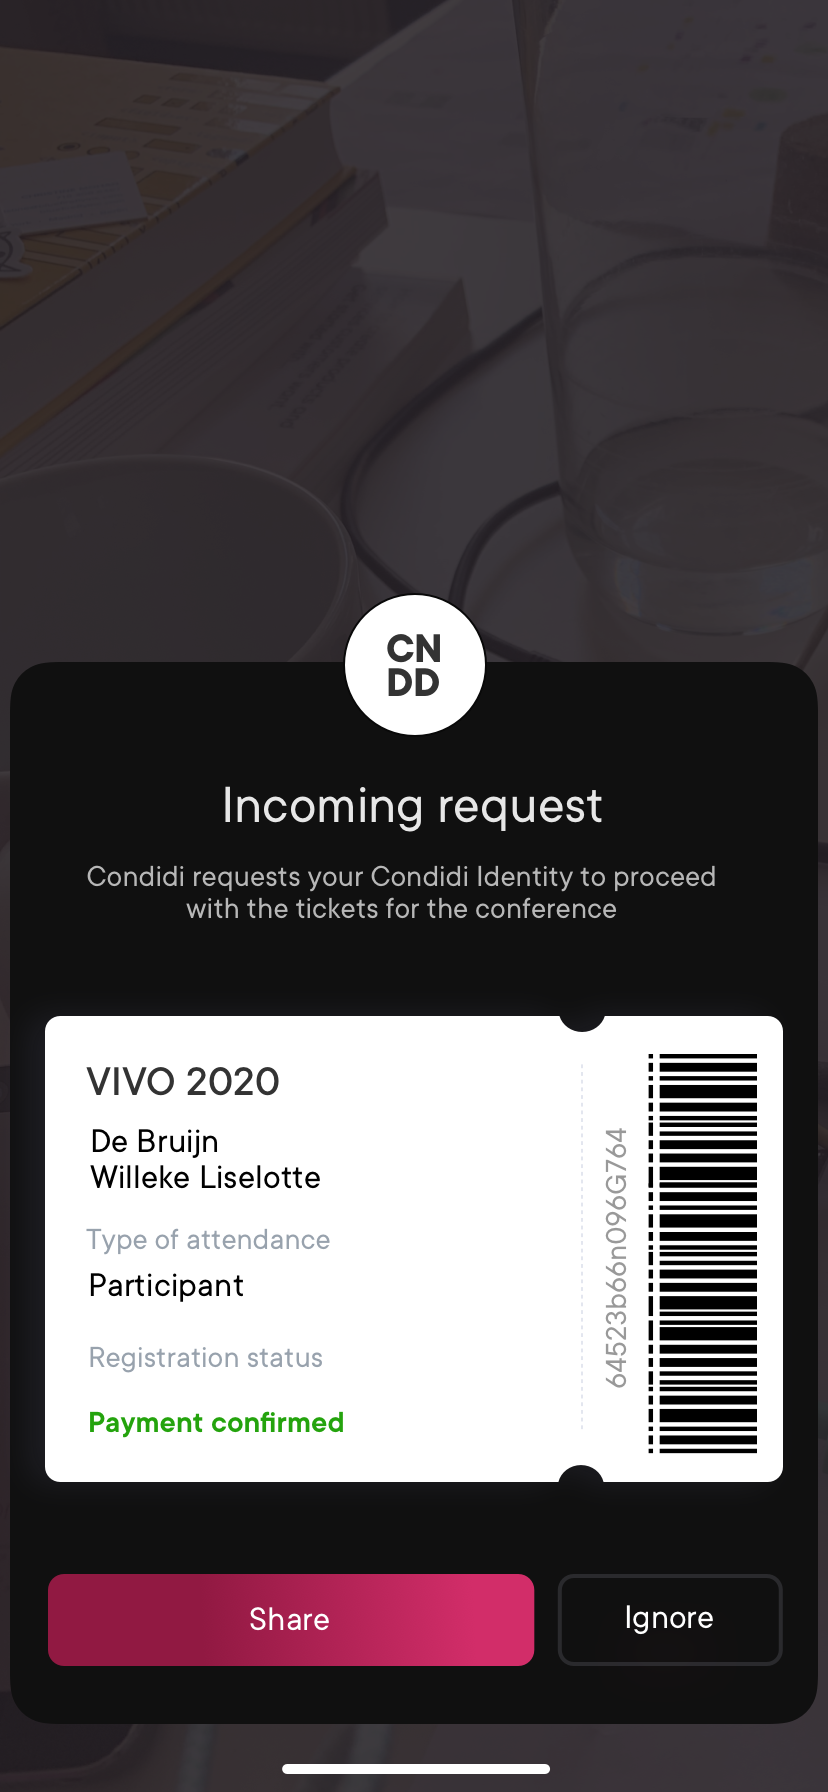 CN
DD
Incoming request
Condidi requests your Condidi Identity to proceed
with the tickets for the conference
VIVO 2020
De Bruijn
Willeke Liselotte
Type of attendance
Participant
Registration status
Payment confirmed
64523b66n096G764
Share
Ignore